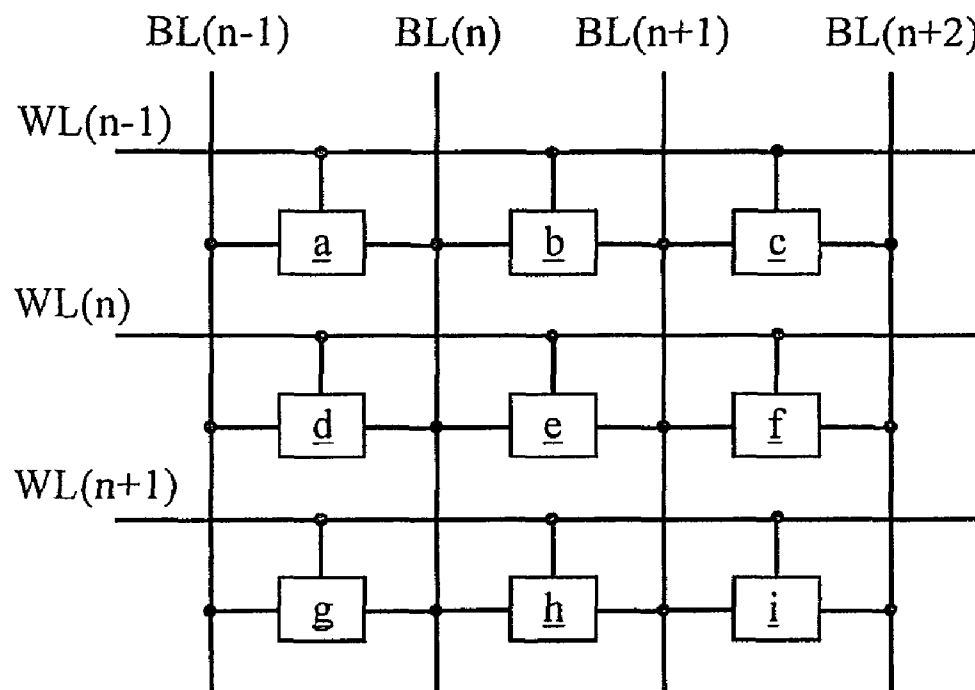 BL(n-1) BL(n) BL(n+1) BL(n+2)
WL(n-1)
a b c
WL(n)
d e f
WL(n+1)
g h i